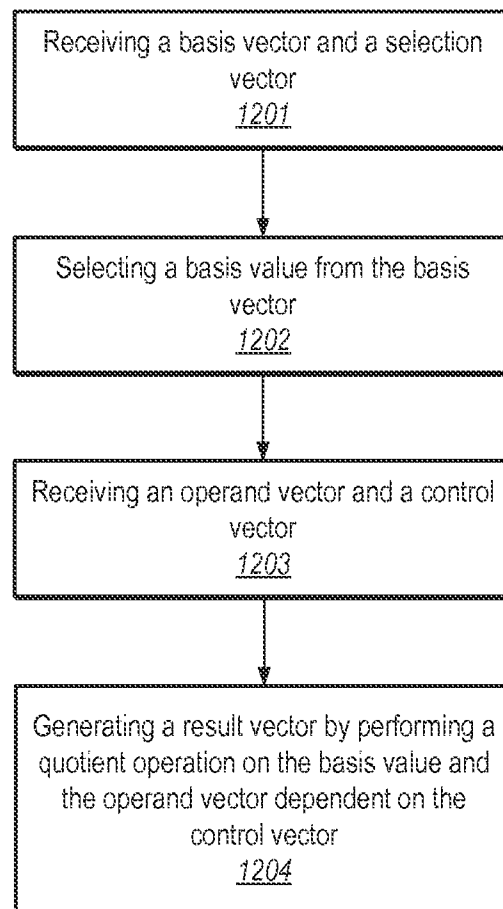 Receiving a basis vector and a selection
vector
1201
Selecting a basis value from the basis
vector
1202
Receiving an operand vector and a control
vector
1203
Generating a result vector by performing a
quotient operation on the basis value and
the operand vector dependent on the
control vector
1204